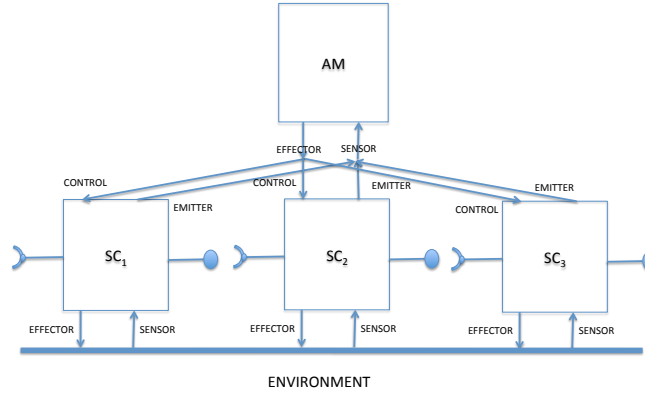 AM
EFFECTOR
SENSOR
CONTROL
CONTROL
EMITTER
EMITTER
EMITTER
CONTROL
SC₁
SC₂
SC₃
EFFECTOR
SENSOR
EFFECTOR
SENSOR
EFFECTOR
SENSOR
ENVIRONMENT